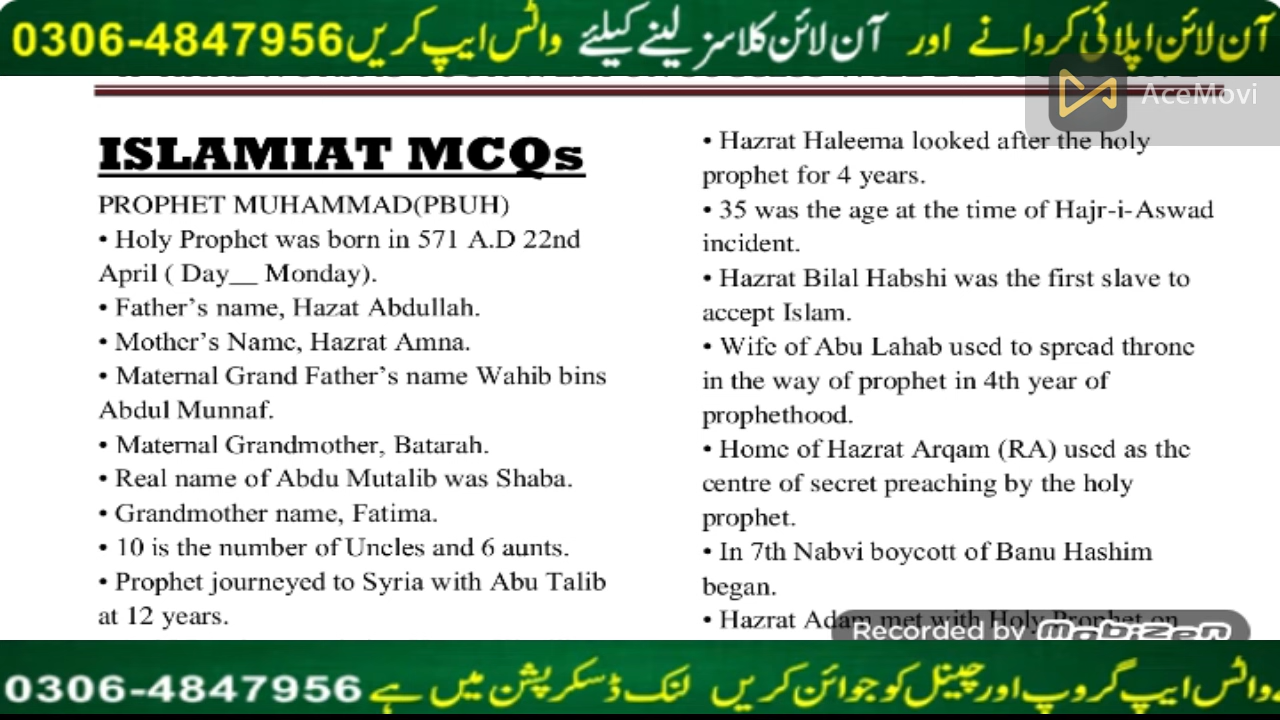 آن لائن اپلائی کروانے اور آن لائن کلاسز لینے کیلئے واٹس ایپ کریں 0306-4847956
AceMovi
ISLAMIAT MCQs
PROPHET MUHAMMAD(PBUH)
• Holy Prophet was born in 571 A.D 22nd
April ( Day__ Monday).
• Father’s name, Hazat Abdullah.
• Mother’s Name, Hazrat Amna.
• Maternal Grand Father’s name Wahib bins
Abdul Munnaf.
• Maternal Grandmother, Batarah.
• Real name of Abdu Mutalib was Shaba.
• Grandmother name, Fatima.
• 10 is the number of Uncles and 6 aunts.
• Prophet journeyed to Syria with Abu Talib
at 12 years.
• Hazrat Haleema looked after the holy
prophet for 4 years.
• 35 was the age at the time of Hajr-i-Aswad
incident.
• Hazrat Bilal Habshi was the first slave to
accept Islam.
• Wife of Abu Lahab used to spread throne
in the way of prophet in 4th year of
prophethood.
• Home of Hazrat Arqam (RA) used as the
centre of secret preaching by the holy
prophet.
• In 7th Nabvi boycott of Banu Hashim
began.
• Hazrat Adam met with Holy Prophet on
Recorded by Mobizen
واٹس ایپ گروپ اور چینل کو جوائن کریں لنک ڈسکرپشن میں ہے 0306-4847956